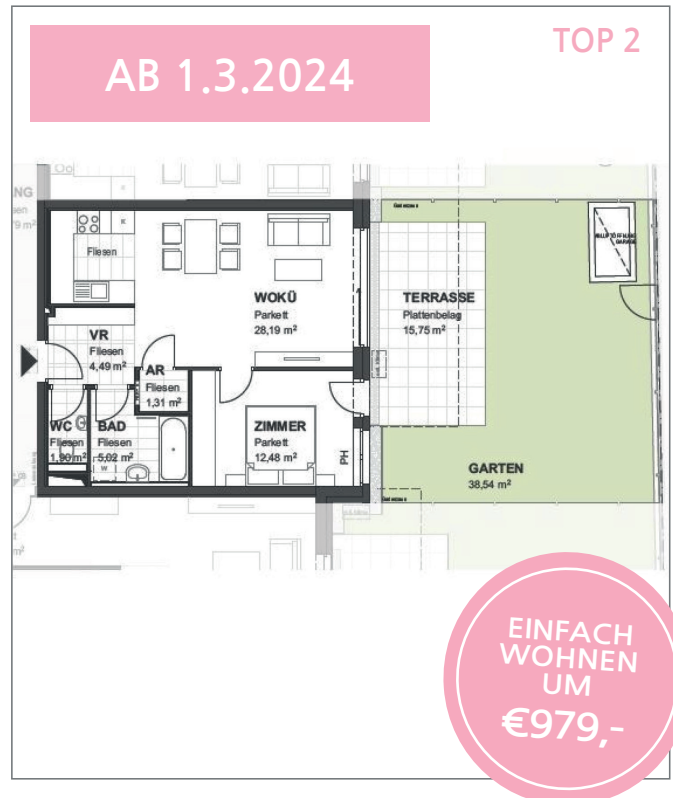 AB 1.3.2024
TOP 2
Fliesen
WOKÜ
Parkett
28,19 m²
TERRASSE
Plattenbelag
15,75 m²
VR
Fliesen
4,49 m²
AR
Fliesen
1,31 m²
WC
Fliesen
1,90 m²
BAD
Fliesen
5,02 m²
W
ZIMMER
Parkett
12,48 m²
PH
GARTEN
38,54 m²
EINFACH
WOHNEN
UM
€979,-